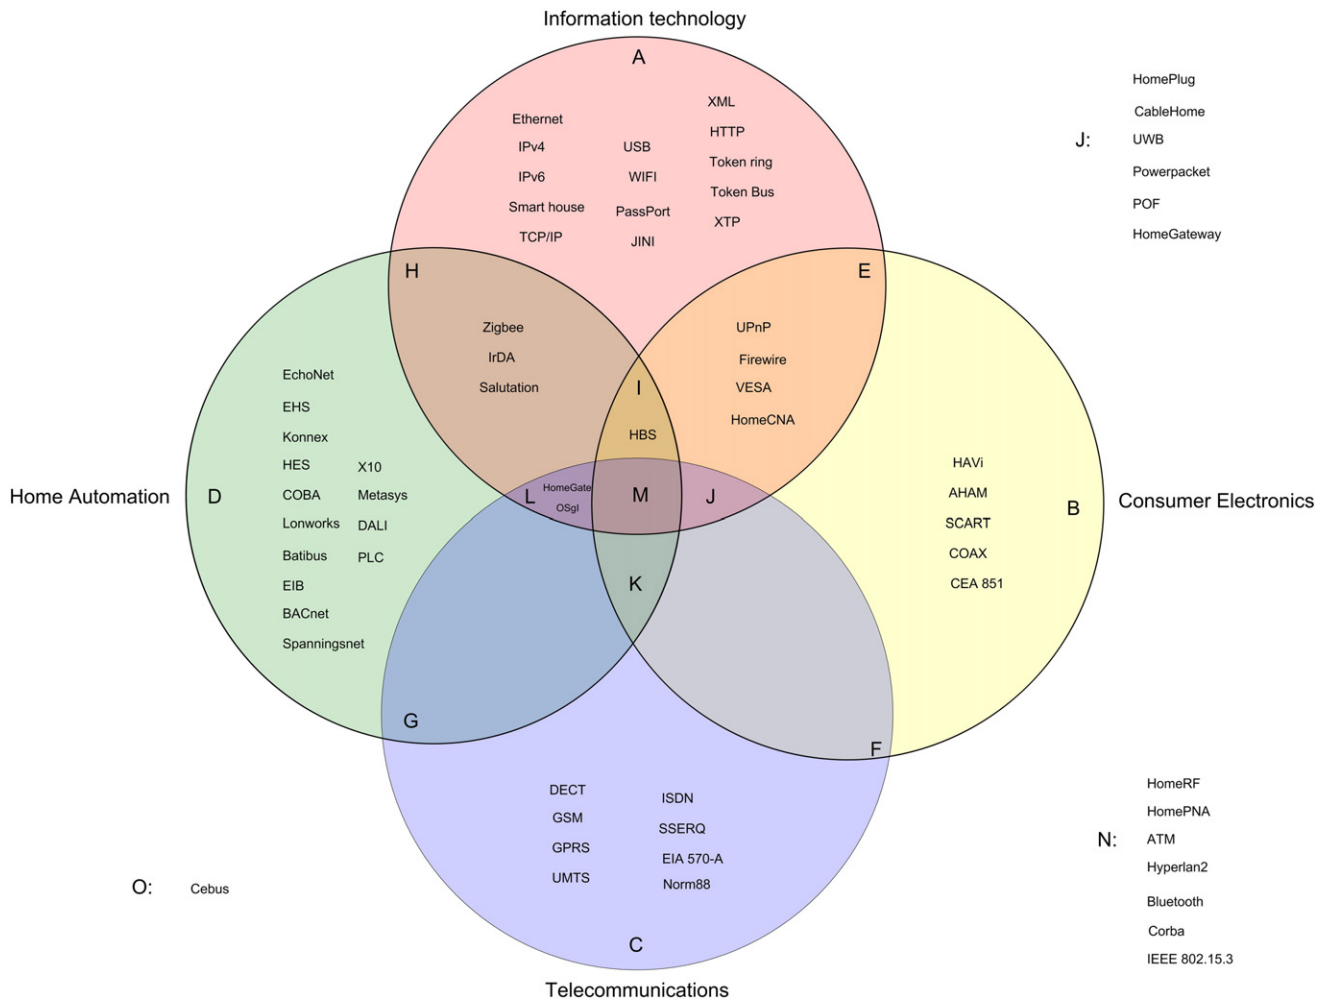 Information technology
A
Ethernet
IPv4
IPv6
Smart house
TCP/IP
USB
WIFI
PassPort
JINI
XML
HTTP
Token ring
Token Bus
XTP
J:
HomePlug
CableHome
UWB
Powerpacket
POF
HomeGateway
H
Zigbee
IrDA
Salutation
E
UPnP
Firewire
VESA
HomeCNA
I
HBS
Home Automation
D
EchoNet
EHS
Konnex
HES
COBA
Lonworks
Batibus
EIB
BACnet
Spanningsnet
X10
Metasys
DALI
PLC
L
HomeGate
OSgI
M
J
K
HAVi
AHAM
SCART
COAX
CEA 851
B
Consumer Electronics
G
F
DECT
GSM
GPRS
UMTS
ISDN
SSERQ
EIA 570-A
Norm88
C
Telecommunications
O:
Cebus
N:
HomeRF
HomePNA
ATM
Hyperlan2
Bluetooth
Corba
IEEE 802.15.3